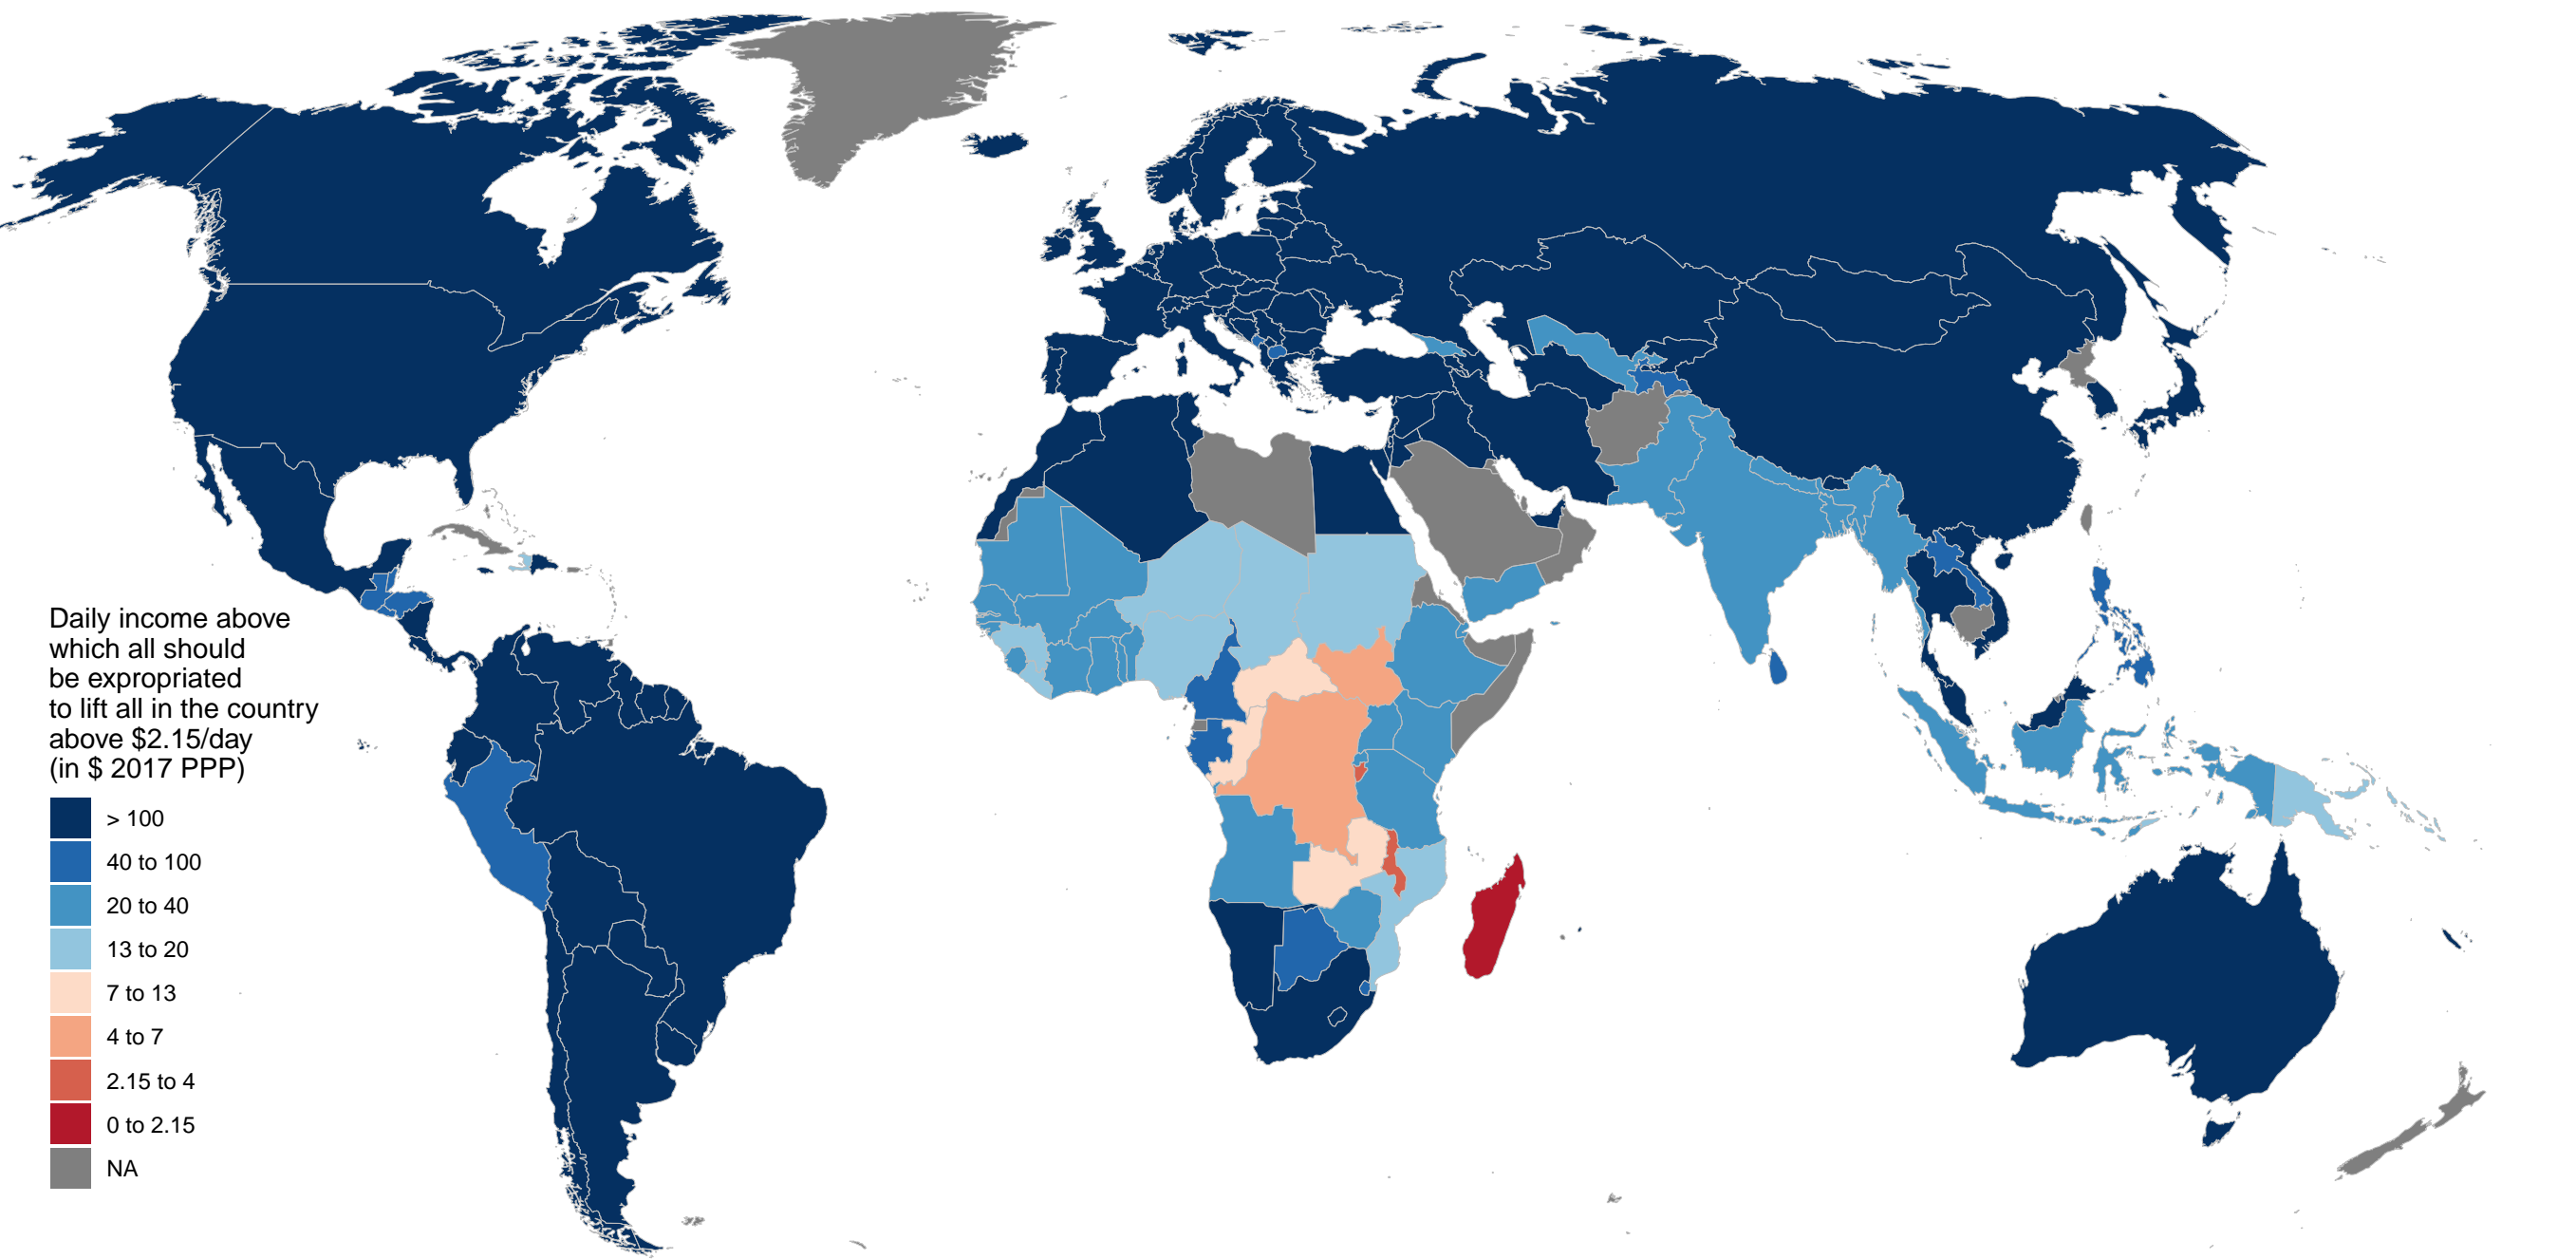 Daily income above
which all should
be expropriated
to lift all in the country
above $2.15/day
(in $ 2017 PPP)
> 100
40 to 100
20 to 40
13 to 20
7 to 13
4 to 7
2.15 to 4
0 to 2.15
NA